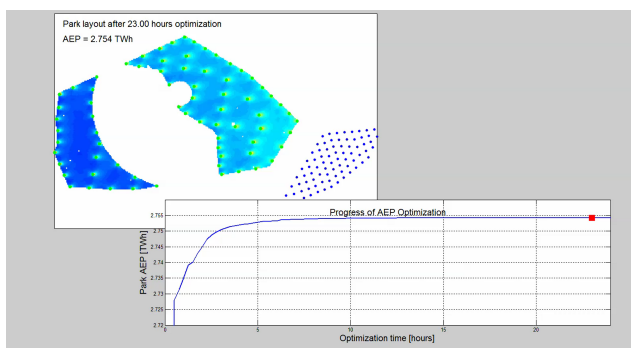 Park layout after 23.00 hours optimization
AEP = 2.754 TWh
Progress of AEP Optimization
Park AEP [TWh]
2.755
2.75
2.745
2.74
2.735
2.73
2.725
2.72
0 5 10 15 20
Optimization time [hours]